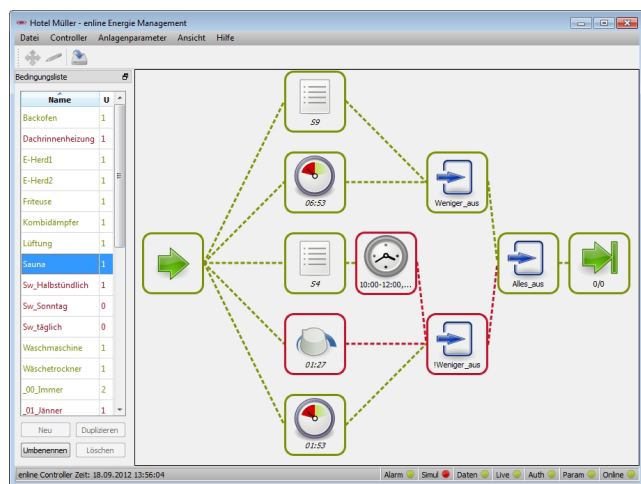 Hotel Müller - enline Energie Management
Datei Controller Anlagenparameter Ansicht Hilfe
Bedingungsliste
Name U
Backofen 1
Dachrinnenheizung 1
E-Herd1 1
E-Herd2 1
Friteuse 1
Kombidämpfer 1
Lüftung 1
Sauna 1
Sw_Halbstündlich 1
Sw_Sonntag 0
Sw_täglich 0
Waschmaschine 1
Wäschetrockner 1
_00_Immer 2
_01_Jänner 1
Neu Duplizieren
Umbenennen Löschen
S9
06:53
Weniger_aus
S4
10:00-12:00,...
Alles_aus
0/0
01:27
!Weniger_aus
01:53
enline Controller Zeit: 18.09.2012 13:56:04
Alarm Simul Daten Live Auth Param Online